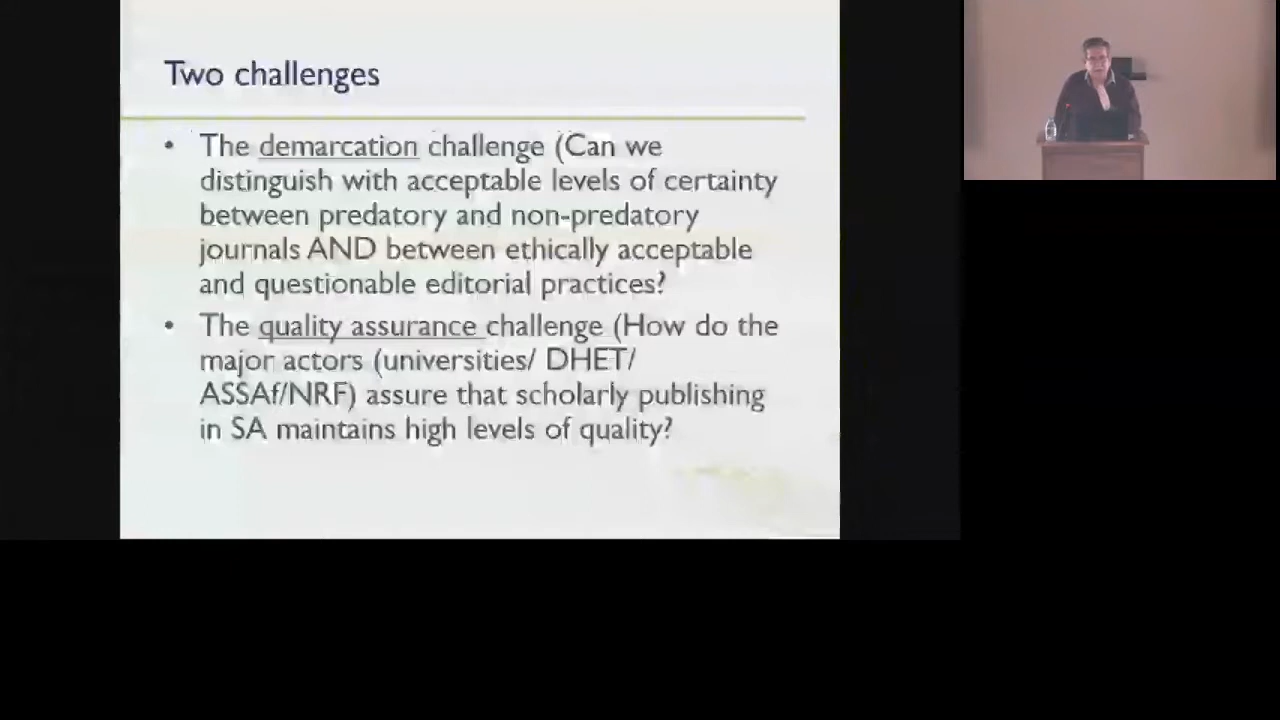 Two challenges
• The demarcation challenge (Can we
distinguish with acceptable levels of certainty
between predatory and non-predatory
journals AND between ethically acceptable
and questionable editorial practices?
• The quality assurance challenge (How do the
major actors (universities/ DHET/
ASSAf/NRF) assure that scholarly publishing
in SA maintains high levels of quality?